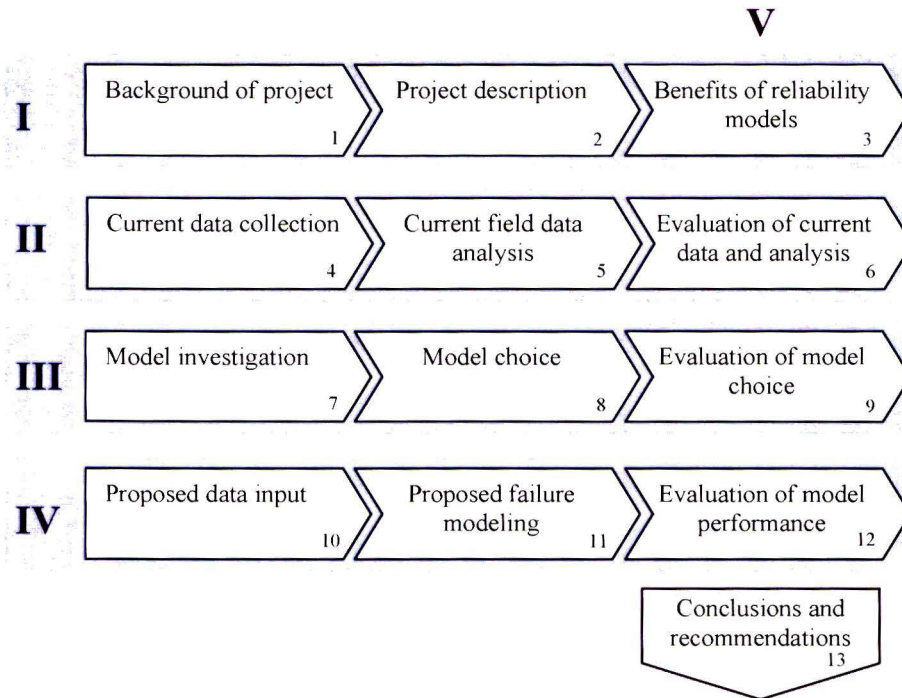 V
I
Background of project
1
Project description
2
Benefits of reliability
models
3
II
Current data collection
4
Current field data
analysis
5
Evaluation of current
data and analysis
6
III
Model investigation
7
Model choice
8
Evaluation of model
choice
9
IV
Proposed data input
10
Proposed failure
modeling
11
Evaluation of model
performance
12
Conclusions and
recommendations
13